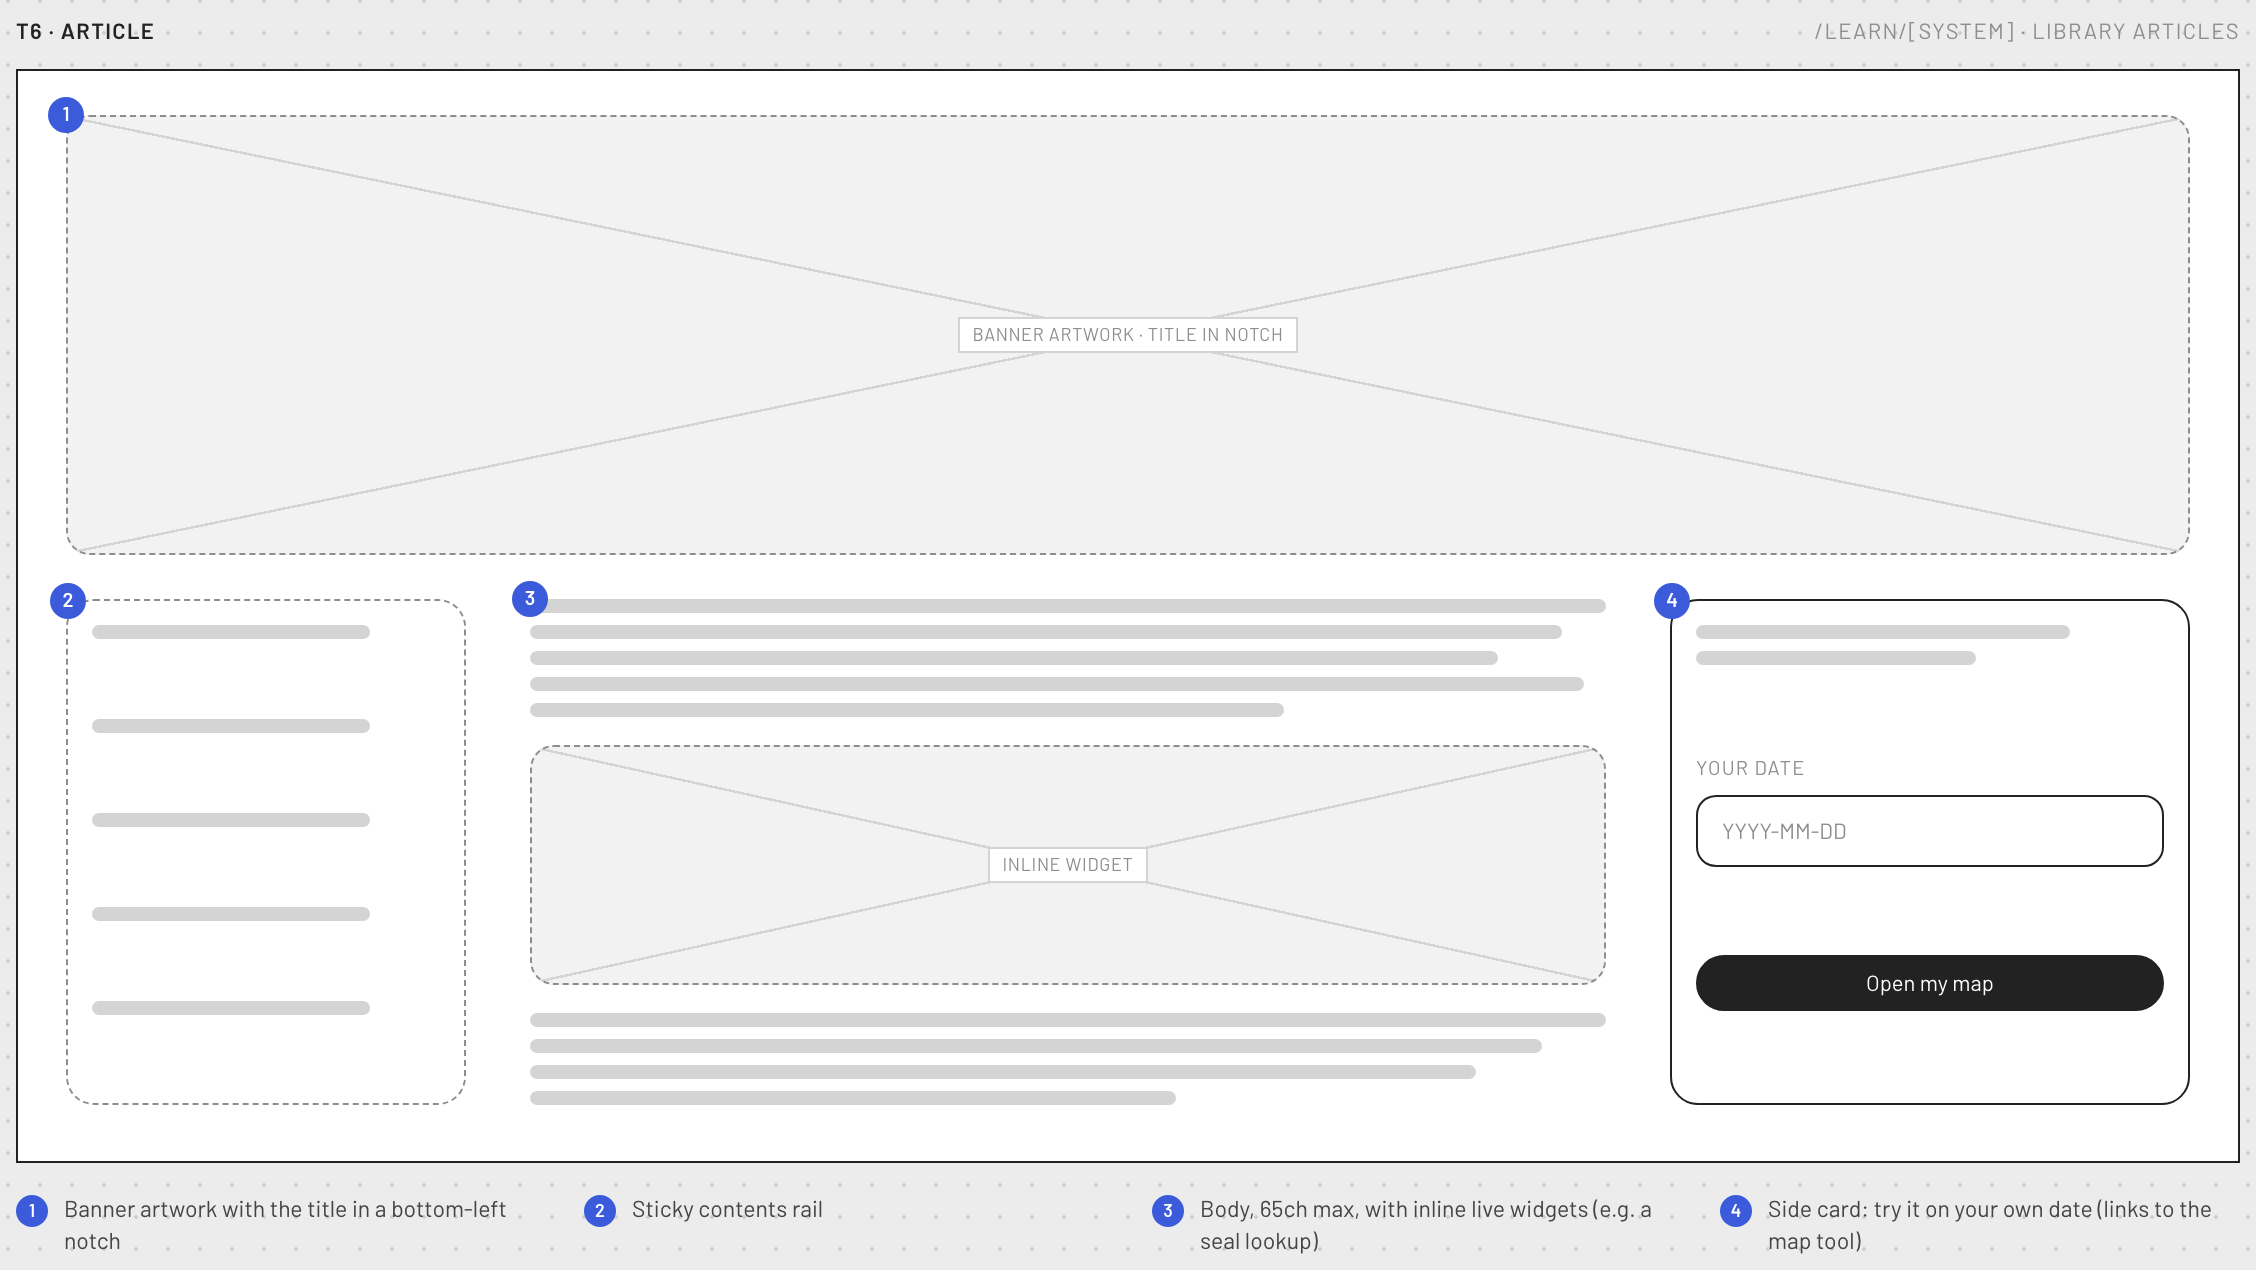 T6 · ARTICLE
/LEARN/[SYSTEM] · LIBRARY ARTICLES
1
BANNER ARTWORK · TITLE IN NOTCH
2
3
4
YOUR DATE
YYYY-MM-DD
INLINE WIDGET
Open my map
1 Banner artwork with the title in a bottom-left
notch
2 Sticky contents rail
3 Body, 65ch max, with inline live widgets (e.g. a
seal lookup)
4 Side card: try it on your own date (links to the
map tool)